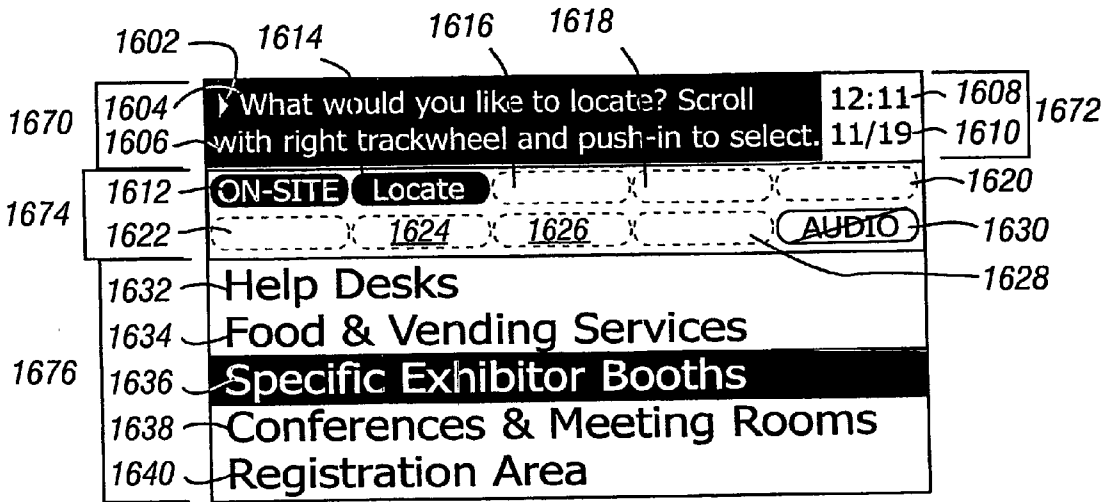 1602 1614 1616 1618
1670 1604 What would you like to locate? Scroll 12:11 1608 1672
1606 with right trackwheel and push-in to select. 11/19 1610
1674 1612 ON-SITE Locate 1620
1622 1624 1626 AUDIO 1630
1628
1632 Help Desks
1634 Food & Vending Services
1676 1636 Specific Exhibitor Booths
1638 Conferences & Meeting Rooms
1640 Registration Area